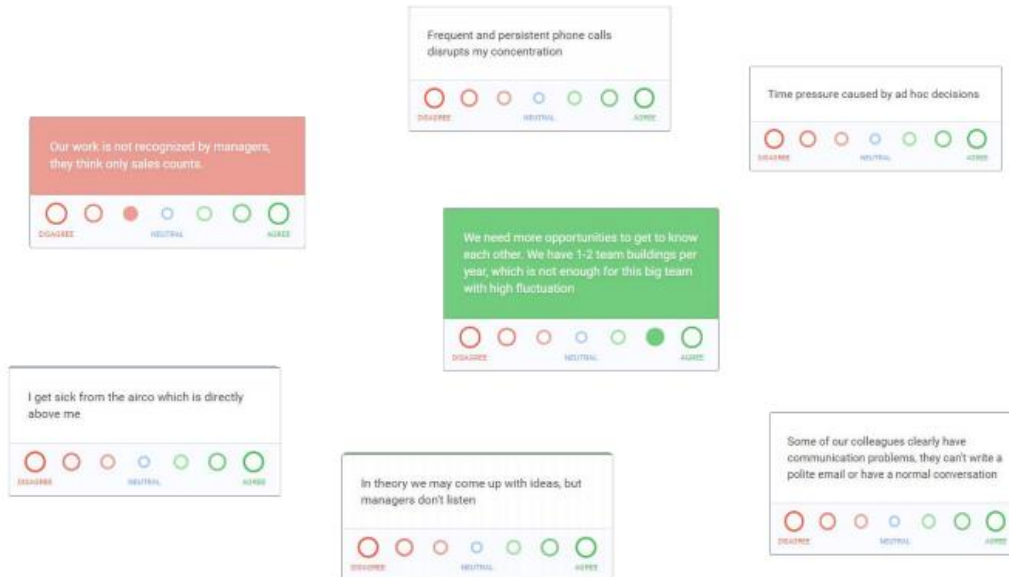 Frequent and persistent phone calls
disrupts my concentration
DISAGREE NEUTRAL AGREE
Time pressure caused by ad hoc decisions
DISAGREE NEUTRAL AGREE
Our work is not recognized by managers,
they think only sales counts.
DISAGREE NEUTRAL AGREE
We need more opportunities to get to know
each other. We have 1-2 team buildings per
year, which is not enough for this big team
with high fluctuation
DISAGREE NEUTRAL AGREE
I get sick from the airco which is directly
above me
DISAGREE NEUTRAL AGREE
In theory we may come up with ideas, but
managers don't listen
DISAGREE NEUTRAL AGREE
Some of our colleagues clearly have
communication problems, they can't write a
polite email or have a normal conversation
DISAGREE NEUTRAL AGREE